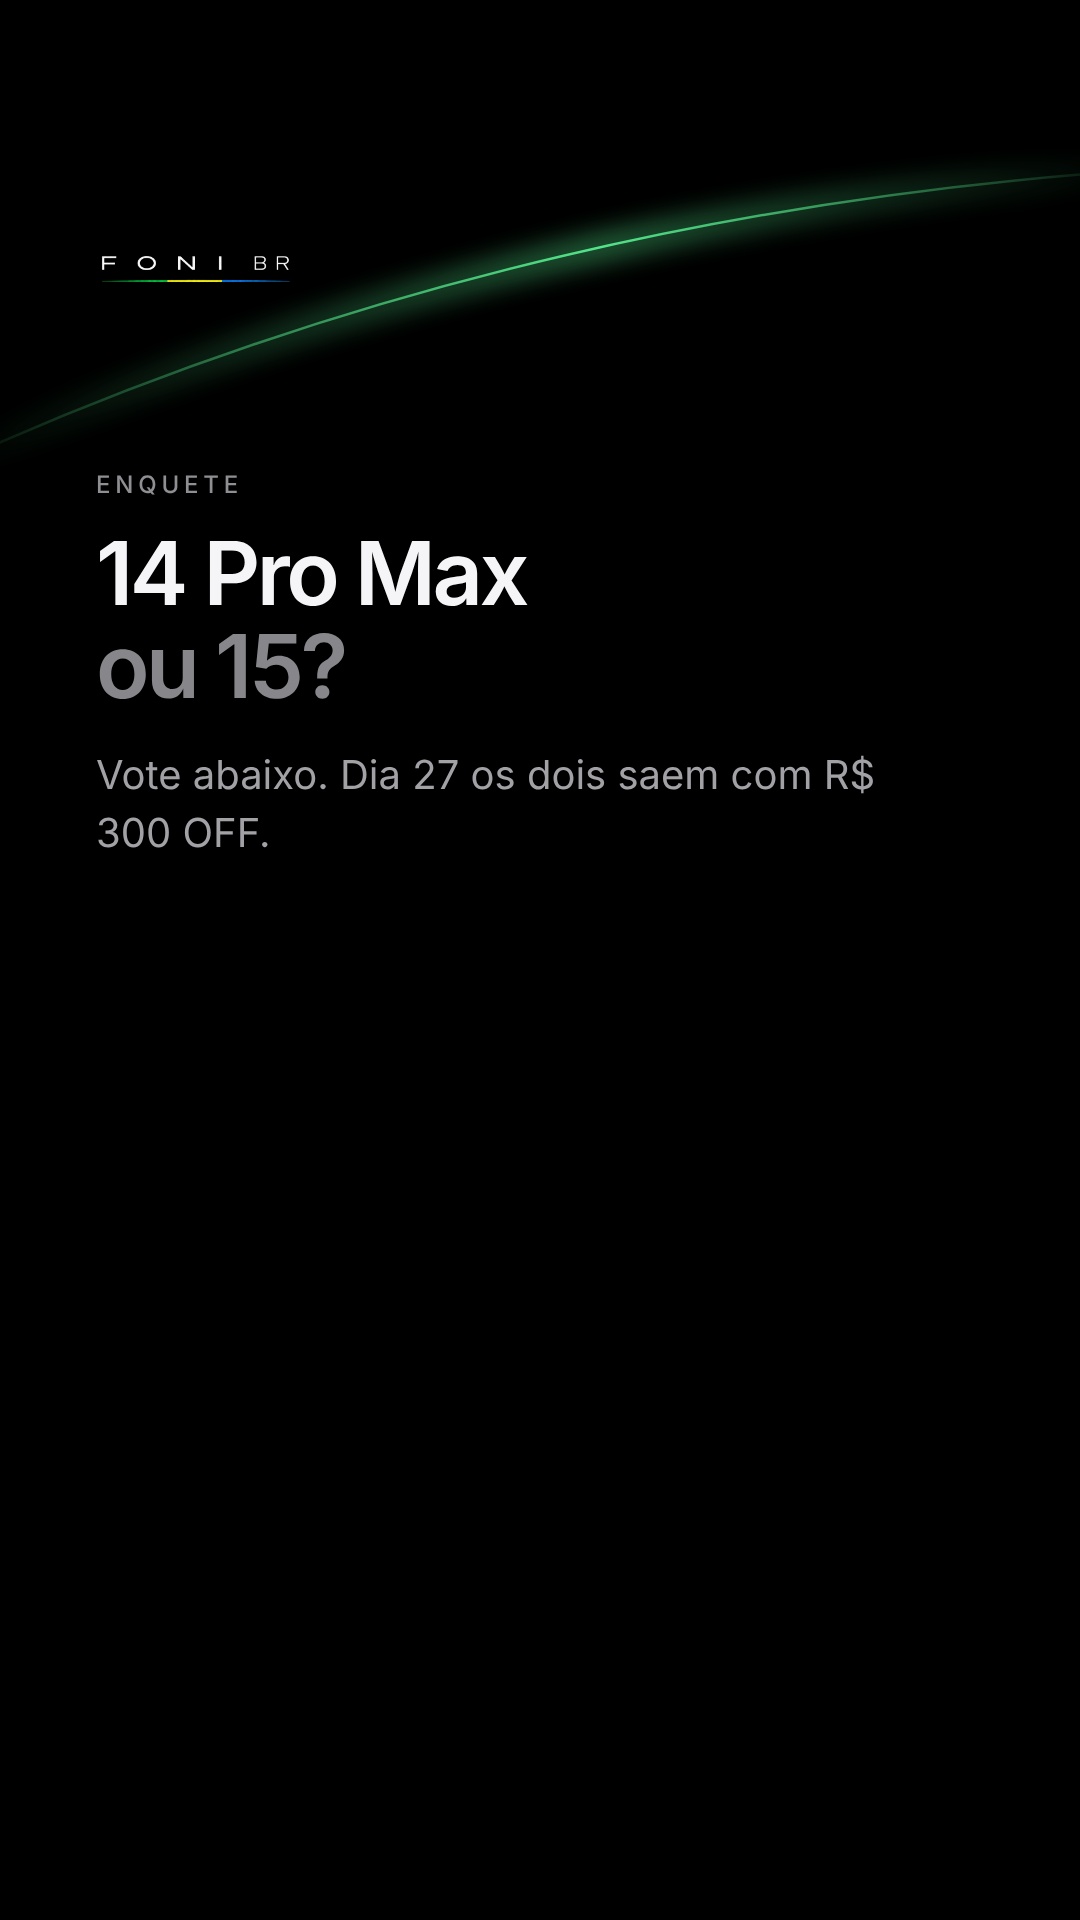 FONI BR
ENQUETE
14 Pro Max
ou 15?
Vote abaixo. Dia 27 os dois saem com R$
300 OFF.